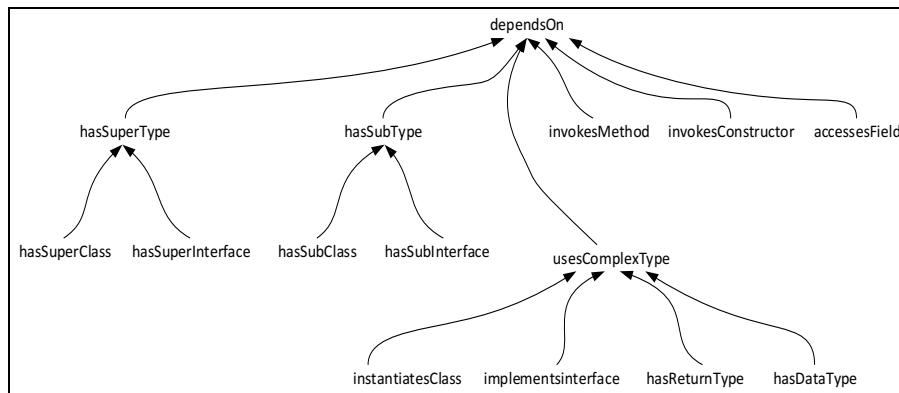 dependsOn
hasSuperType
hasSubType
invokesMethod
invokesConstructor
accessesField
hasSuperClass
hasSuperInterface
hasSubClass
hasSubInterface
usesComplexType
instantiatesClass
implementsinterface
hasReturnType
hasDataType